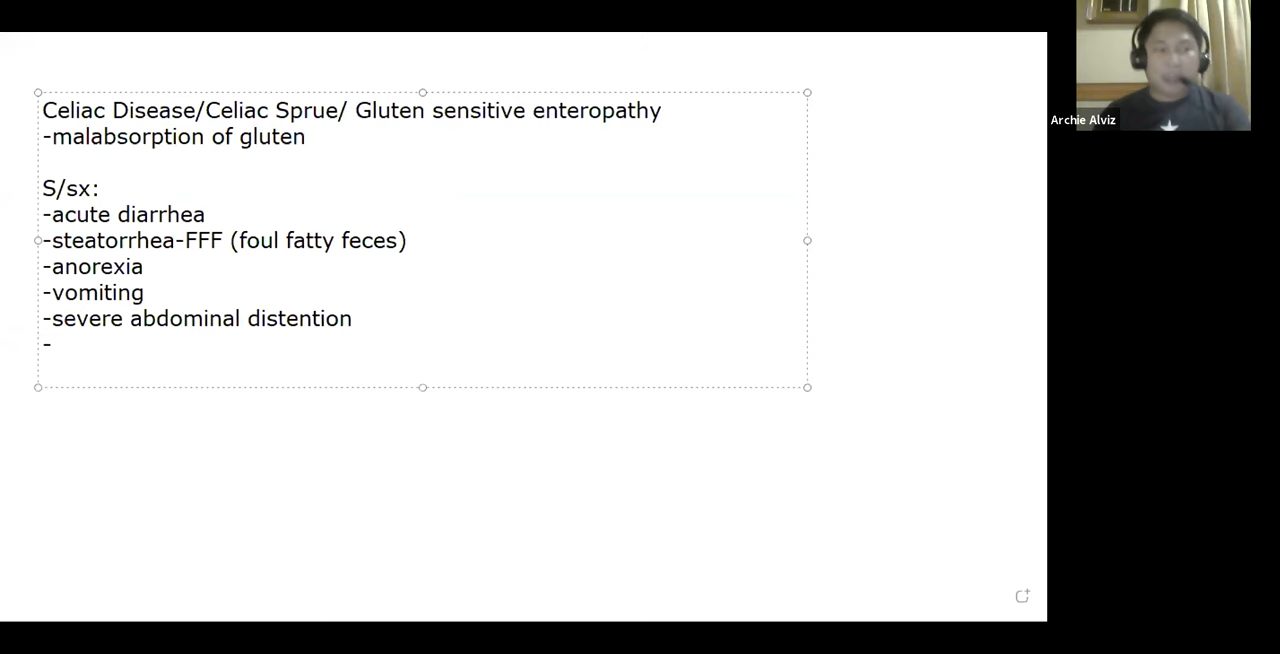 Celiac Disease/Celiac Sprue/ Gluten sensitive enteropathy
-malabsorption of gluten
S/sx:
-acute diarrhea
-steatorrhea-FFF (foul fatty feces)
-anorexia
-vomiting
-severe abdominal distention
-
Archie Alviz